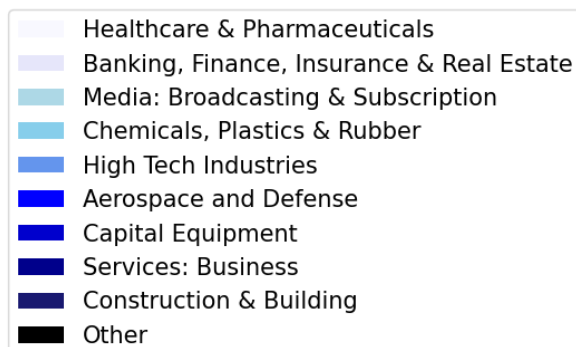 Healthcare & Pharmaceuticals
Banking, Finance, Insurance & Real Estate
Media: Broadcasting & Subscription
Chemicals, Plastics & Rubber
High Tech Industries
Aerospace and Defense
Capital Equipment
Services: Business
Construction & Building
Other